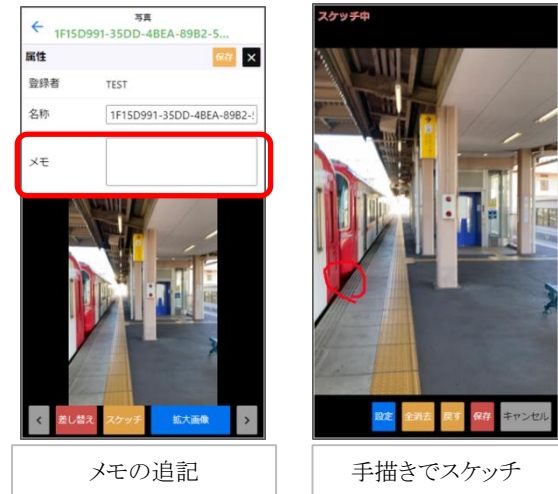 写真
1F15D991-35DD-4BEA-89B2-5...
属性
保存
登録者
TEST
名称
1F15D991-35DD-4BEA-89B2-
メモ
差し替え
スケッチ
拡大画像
メモの追記
スケッチ中
設定
全消去
戻す
保存
キャンセル
手描きでスケッチ